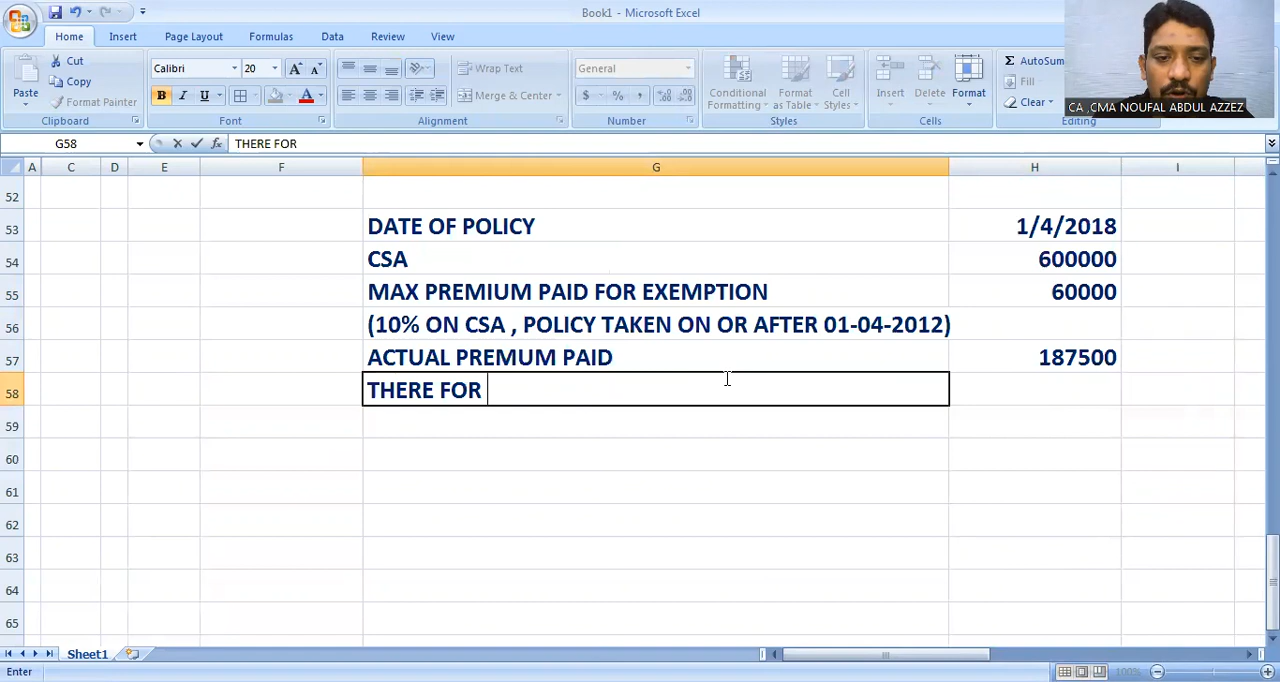 Book1 - Microsoft Excel
Home Insert Page Layout Formulas Data Review View
Paste
Cut
Copy
Format Painter
Clipboard
Calibri 20
B I U
Font
Wrap Text
Merge & Center
Alignment
General
$ % ,
Number
Conditional Formatting
Format as Table
Cell Styles
Styles
Insert Delete Format
Cells
Σ AutoSum
Fill
Clear
Editing
CA ,CMA NOUFAL ABDUL AZZEZ
G58 fx THERE FOR
A C D E F G H I
52
53 DATE OF POLICY 1/4/2018
54 CSA 600000
55 MAX PREMIUM PAID FOR EXEMPTION 60000
56 (10% ON CSA , POLICY TAKEN ON OR AFTER 01-04-2012)
57 ACTUAL PREMUM PAID 187500
58 THERE FOR
59
60
61
62
63
64
65
Sheet1
Enter 100%